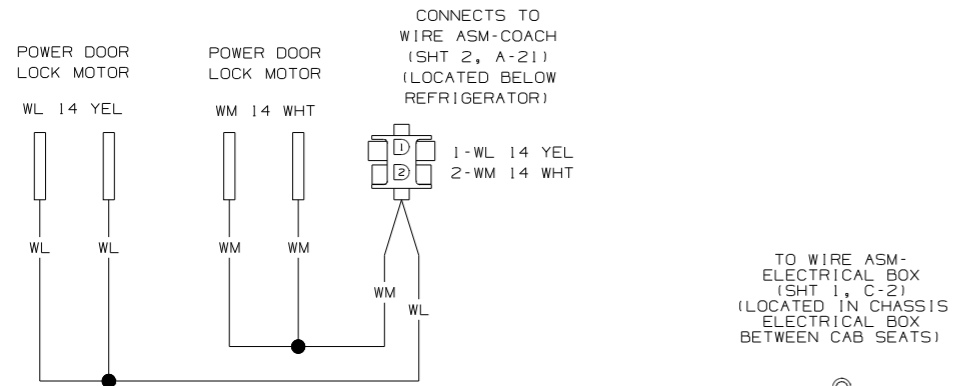 POWER DOOR
LOCK MOTOR
WL 14 YEL
POWER DOOR
LOCK MOTOR
WM 14 WHT
CONNECTS TO
WIRE ASM-COACH
(SHT 2, A-21)
(LOCATED BELOW
REFRIGERATOR)
1
2
1-WL 14 YEL
2-WM 14 WHT
WL
WL
WM
WM
WM
WL
TO WIRE ASM-
ELECTRICAL BOX
(SHT 1, C-2)
(LOCATED IN CHASSIS
ELECTRICAL BOX
BETWEEN CAB SEATS)